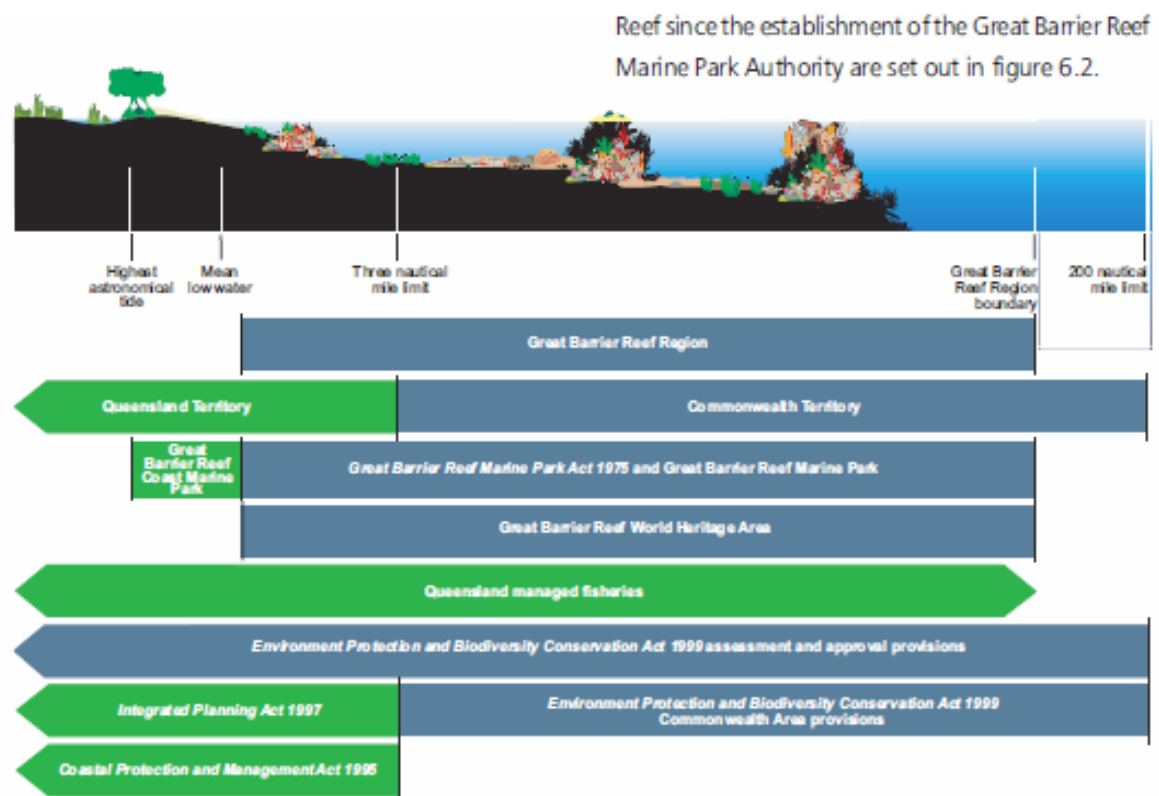 Reef since the establishment of the Great Barrier Reef
Marine Park Authority are set out in figure 6.2.
Highest
astronomical
tide
Mean
low water
Three nautical
mile limit
Great Barrier
Reef Region
boundary
200 nautical
mile limit
Great Barrier Reef Region
Queensland Territory
Commonwealth Territory
Great
Barrier Reef
Coast Marine
Park
Great Barrier Reef Marine Park Act 1975 and Great Barrier Reef Marine Park
Great Barrier Reef World Heritage Area
Queensland managed fisheries
Environment Protection and Biodiversity Conservation Act 1999 assessment and approval provisions
Integrated Planning Act 1997
Environment Protection and Biodiversity Conservation Act 1999
Commonwealth Area provisions
Coastal Protection and Management Act 1995